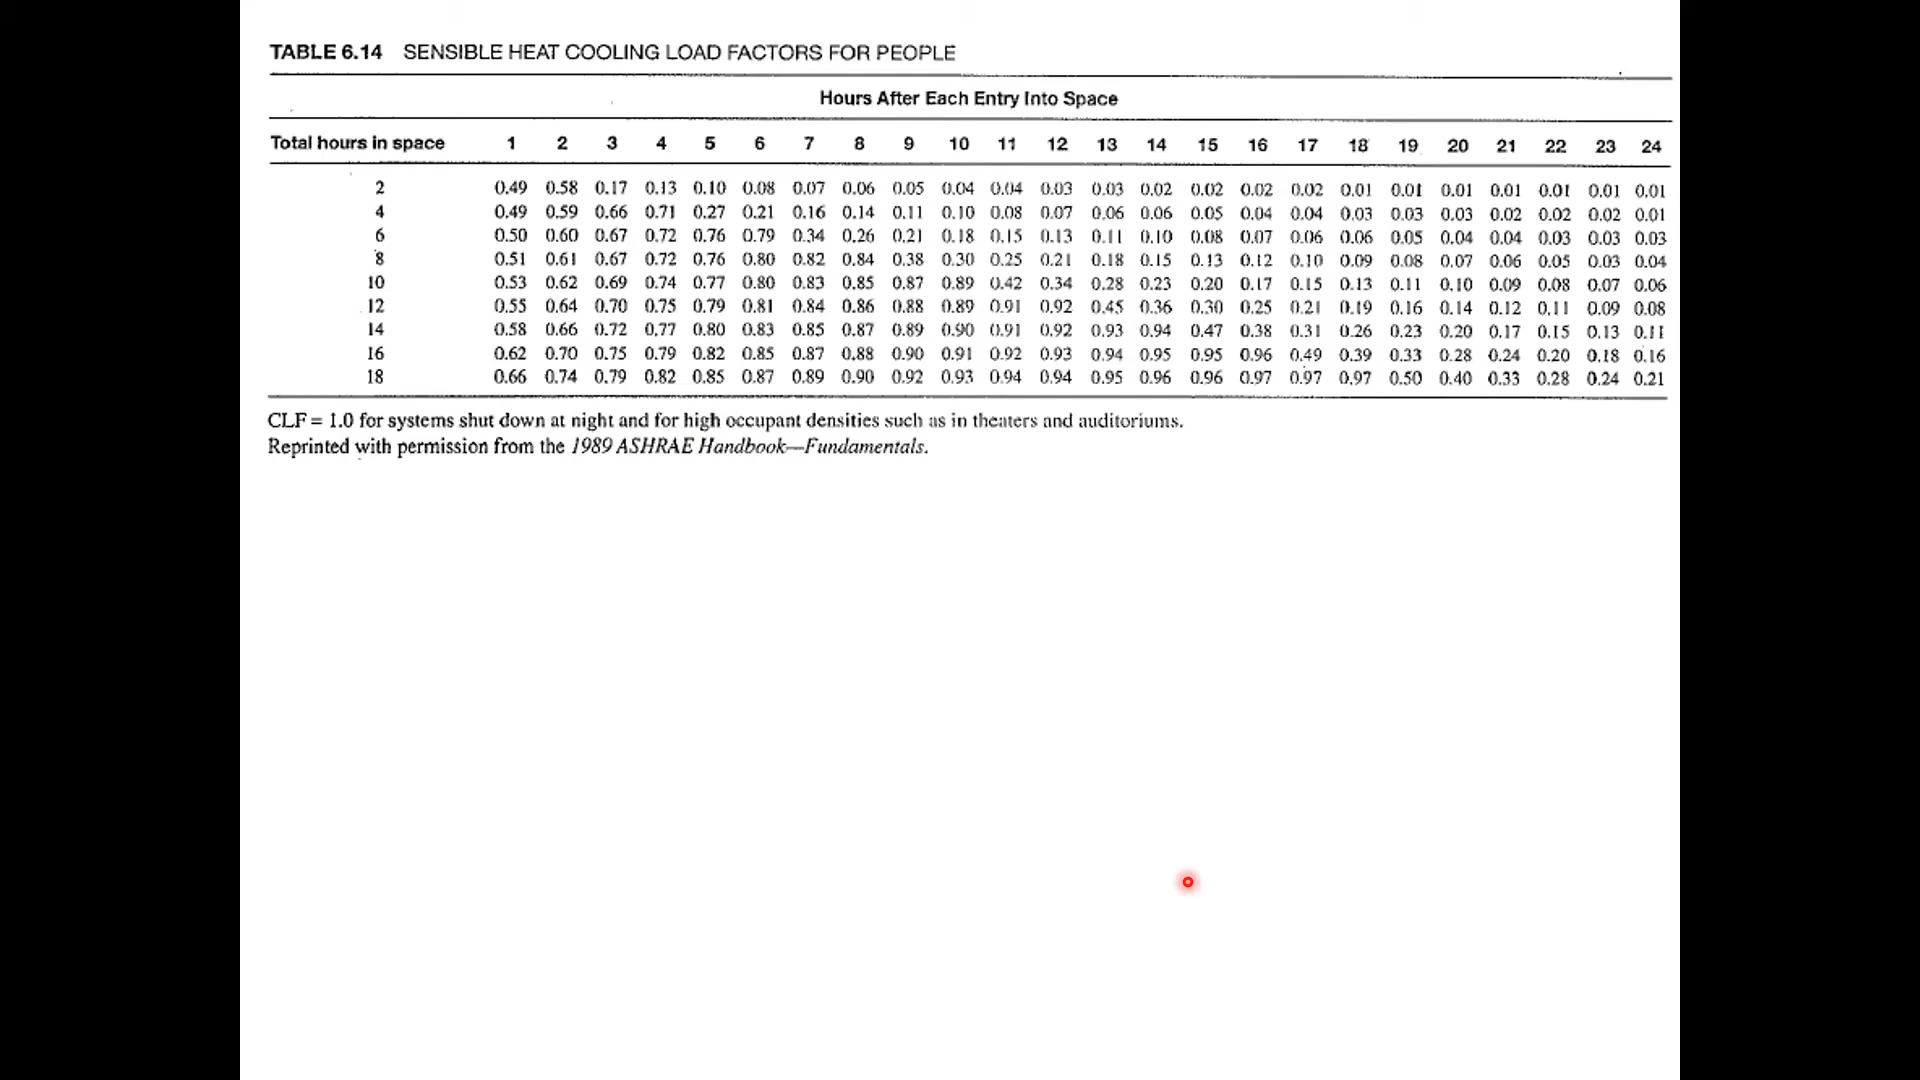 TABLE 6.14 SENSIBLE HEAT COOLING LOAD FACTORS FOR PEOPLE
Hours After Each Entry Into Space
Total hours in space 1 2 3 4 5 6 7 8 9 10 11 12 13 14 15 16 17 18 19 20 21 22 23 24
2 0.49 0.58 0.17 0.13 0.10 0.08 0.07 0.06 0.05 0.04 0.04 0.03 0.03 0.02 0.02 0.02 0.02 0.01 0.01 0.01 0.01 0.01 0.01 0.01
4 0.49 0.59 0.66 0.71 0.27 0.21 0.16 0.14 0.11 0.10 0.08 0.07 0.06 0.06 0.05 0.04 0.04 0.03 0.03 0.03 0.02 0.02 0.02 0.01
6 0.50 0.60 0.67 0.72 0.76 0.79 0.34 0.26 0.21 0.18 0.15 0.13 0.11 0.10 0.08 0.07 0.06 0.06 0.05 0.04 0.04 0.03 0.03 0.03
8 0.51 0.61 0.67 0.72 0.76 0.80 0.82 0.84 0.38 0.30 0.25 0.21 0.18 0.15 0.13 0.12 0.10 0.09 0.08 0.07 0.06 0.05 0.03 0.04
10 0.53 0.62 0.69 0.74 0.77 0.80 0.83 0.85 0.87 0.89 0.42 0.34 0.28 0.23 0.20 0.17 0.15 0.13 0.11 0.10 0.09 0.08 0.07 0.06
12 0.55 0.64 0.70 0.75 0.79 0.81 0.84 0.86 0.88 0.89 0.91 0.92 0.45 0.36 0.30 0.25 0.21 0.19 0.16 0.14 0.12 0.11 0.09 0.08
14 0.58 0.66 0.72 0.77 0.80 0.83 0.85 0.87 0.89 0.90 0.91 0.92 0.93 0.94 0.47 0.38 0.31 0.26 0.23 0.20 0.17 0.15 0.13 0.11
16 0.62 0.70 0.75 0.79 0.82 0.85 0.87 0.88 0.90 0.91 0.92 0.93 0.94 0.95 0.95 0.96 0.49 0.39 0.33 0.28 0.24 0.20 0.18 0.16
18 0.66 0.74 0.79 0.82 0.85 0.87 0.89 0.90 0.92 0.93 0.94 0.94 0.95 0.96 0.96 0.97 0.97 0.97 0.50 0.40 0.33 0.28 0.24 0.21
CLF = 1.0 for systems shut down at night and for high occupant densities such as in theaters and auditoriums.
Reprinted with permission from the 1989 ASHRAE Handbook—Fundamentals.